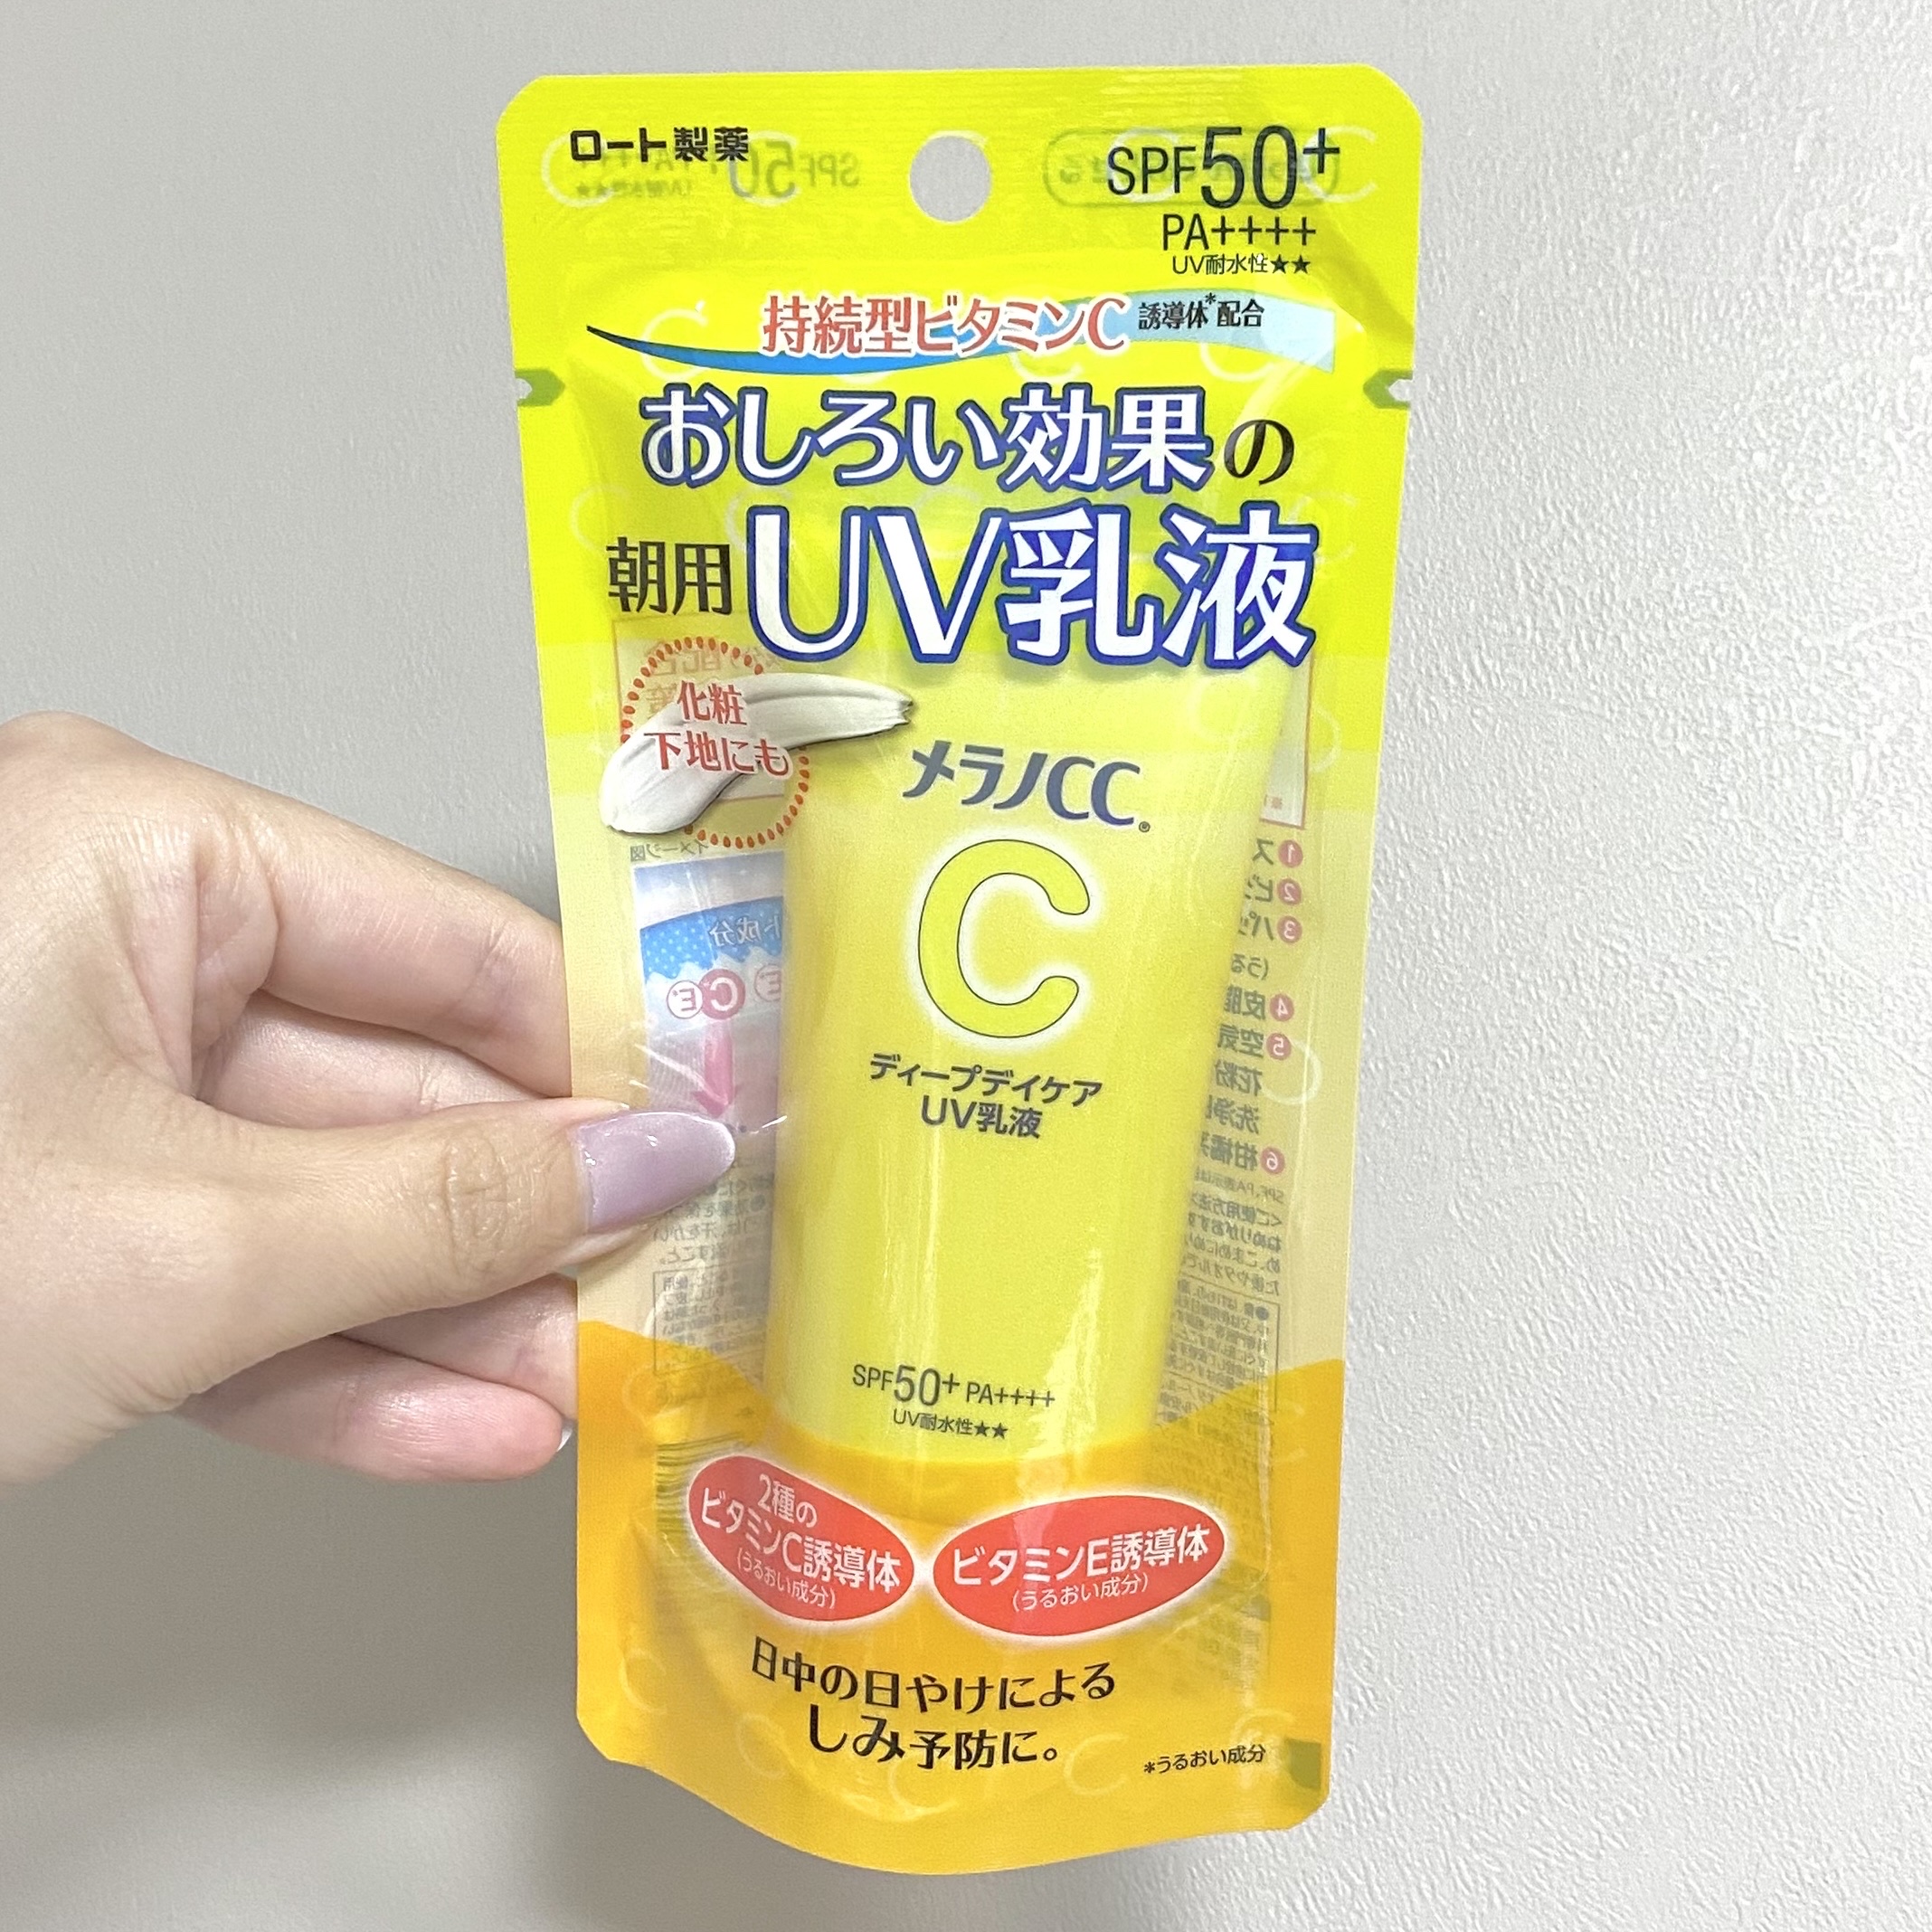 ロート製薬
SPF50+
PA++++
UV耐水性★★
持続型ビタミンC誘導体*配合
おしろい効果の
朝用UV乳液
化粧
下地にも
メラノCC®
C
ディープデイケア
UV乳液
SPF50+ PA++++
UV耐水性★★
2種の
ビタミンC誘導体
(うるおい成分)
ビタミンE誘導体
(うるおい成分)
日中の日やけによる
しみ予防に。
*うるおい成分